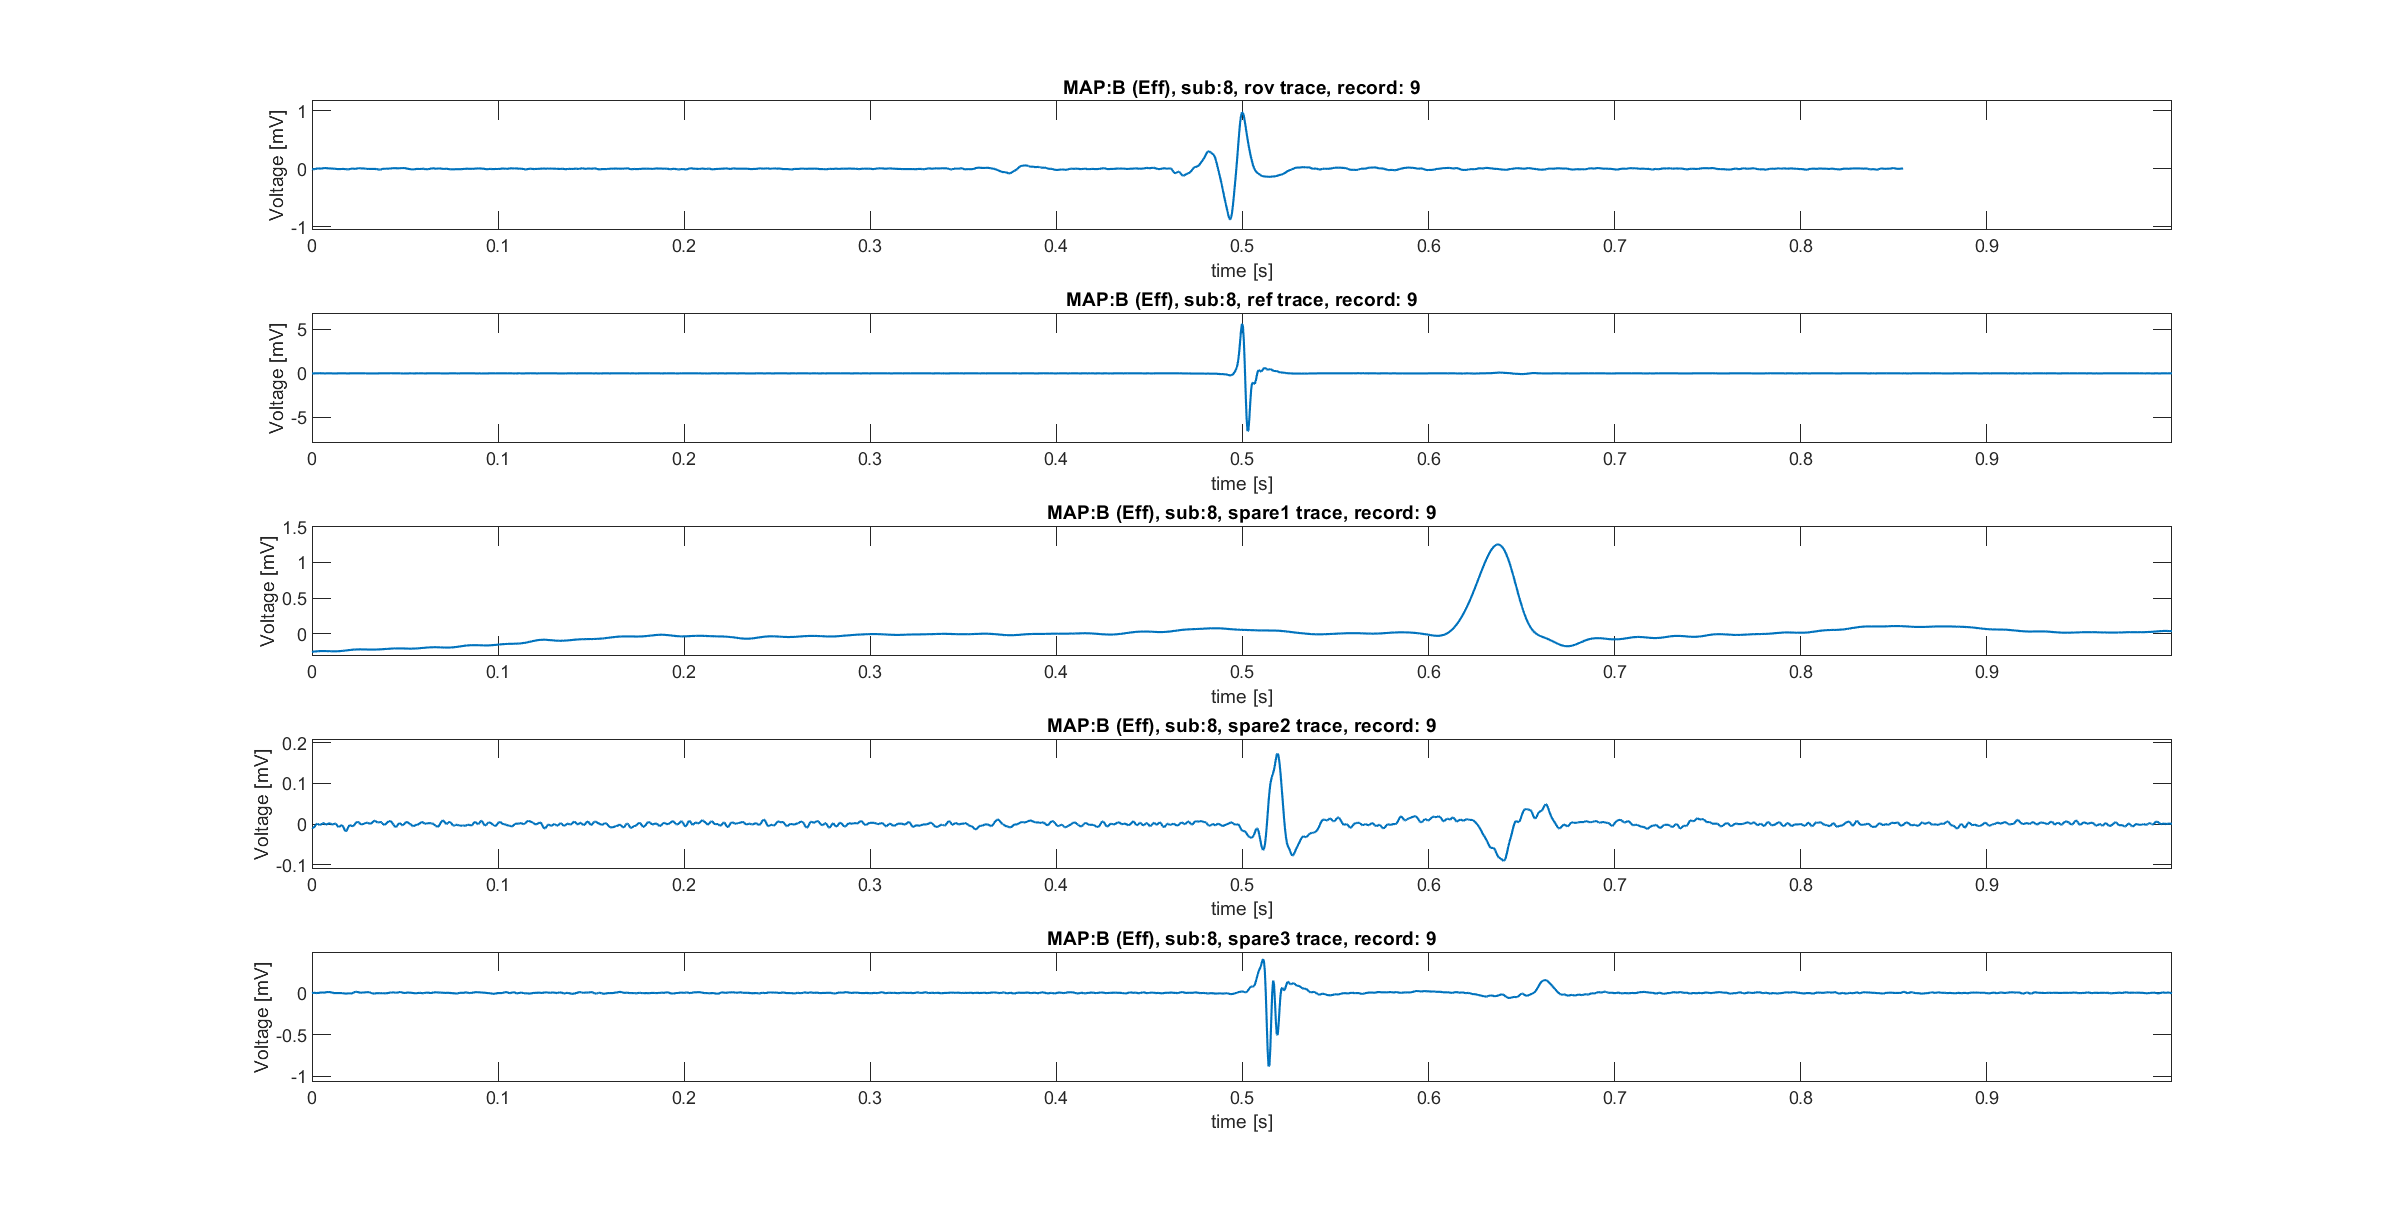 MAP:B (Eff), sub:8, rov trace, record: 9
Voltage [mV]
1
0
-1
0 0.1 0.2 0.3 0.4 0.5 0.6 0.7 0.8 0.9
time [s]
MAP:B (Eff), sub:8, ref trace, record: 9
Voltage [mV]
5
0
-5
0 0.1 0.2 0.3 0.4 0.5 0.6 0.7 0.8 0.9
time [s]
MAP:B (Eff), sub:8, spare1 trace, record: 9
Voltage [mV]
1.5
1
0.5
0
0 0.1 0.2 0.3 0.4 0.5 0.6 0.7 0.8 0.9
time [s]
MAP:B (Eff), sub:8, spare2 trace, record: 9
Voltage [mV]
0.2
0.1
0
-0.1
0 0.1 0.2 0.3 0.4 0.5 0.6 0.7 0.8 0.9
time [s]
MAP:B (Eff), sub:8, spare3 trace, record: 9
Voltage [mV]
0
-0.5
-1
0 0.1 0.2 0.3 0.4 0.5 0.6 0.7 0.8 0.9
time [s]